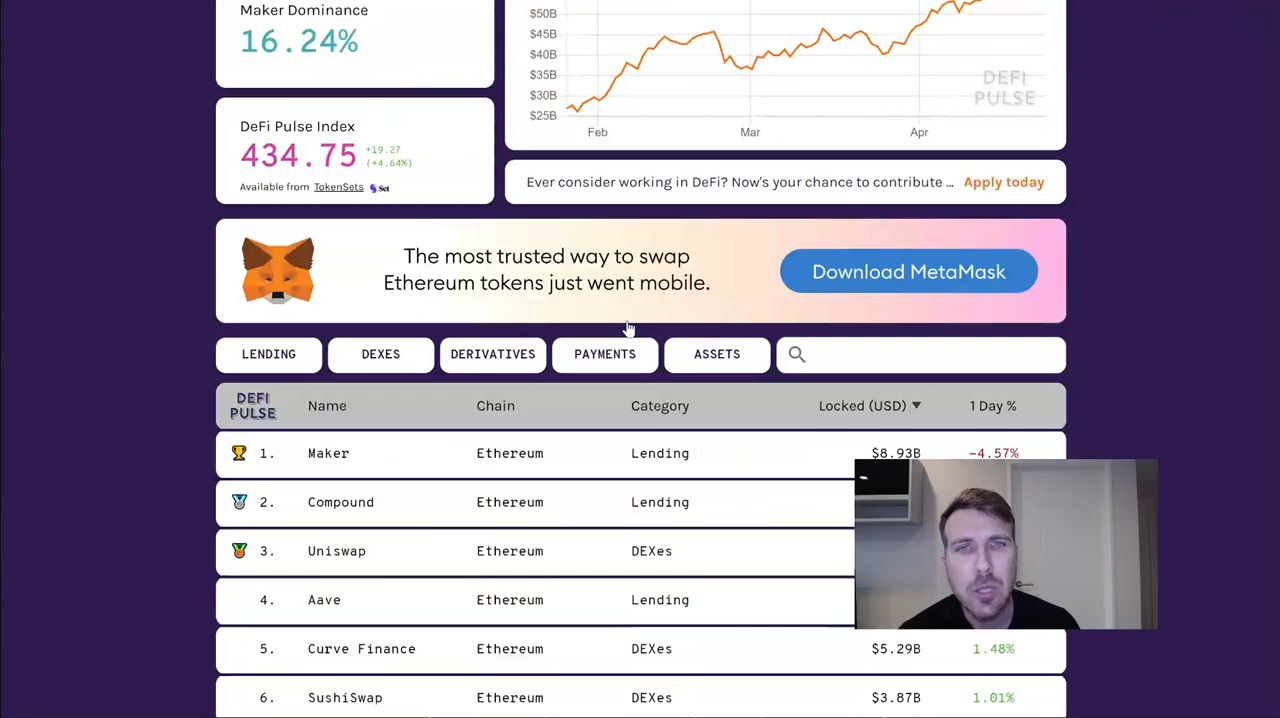 Maker Dominance
16.24%
DeFi Pulse Index
434.75
+19.27
(+4.64%)
Available from TokenSets Set
$50B
$45B
$40B
$35B
$30B
$25B
Feb Mar Apr
DEFI
PULSE
Ever consider working in DeFi? Now's your chance to contribute ... Apply today
The most trusted way to swap
Ethereum tokens just went mobile.
Download MetaMask
LENDING DEXES DERIVATIVES PAYMENTS ASSETS
DEFI
PULSE
Name Chain Category Locked (USD) 1 Day %
1. Maker Ethereum Lending $8.93B -4.57%
2. Compound Ethereum Lending
3. Uniswap Ethereum DEXes
4. Aave Ethereum Lending
5. Curve Finance Ethereum DEXes $5.29B 1.48%
6. SushiSwap Ethereum DEXes $3.87B 1.01%